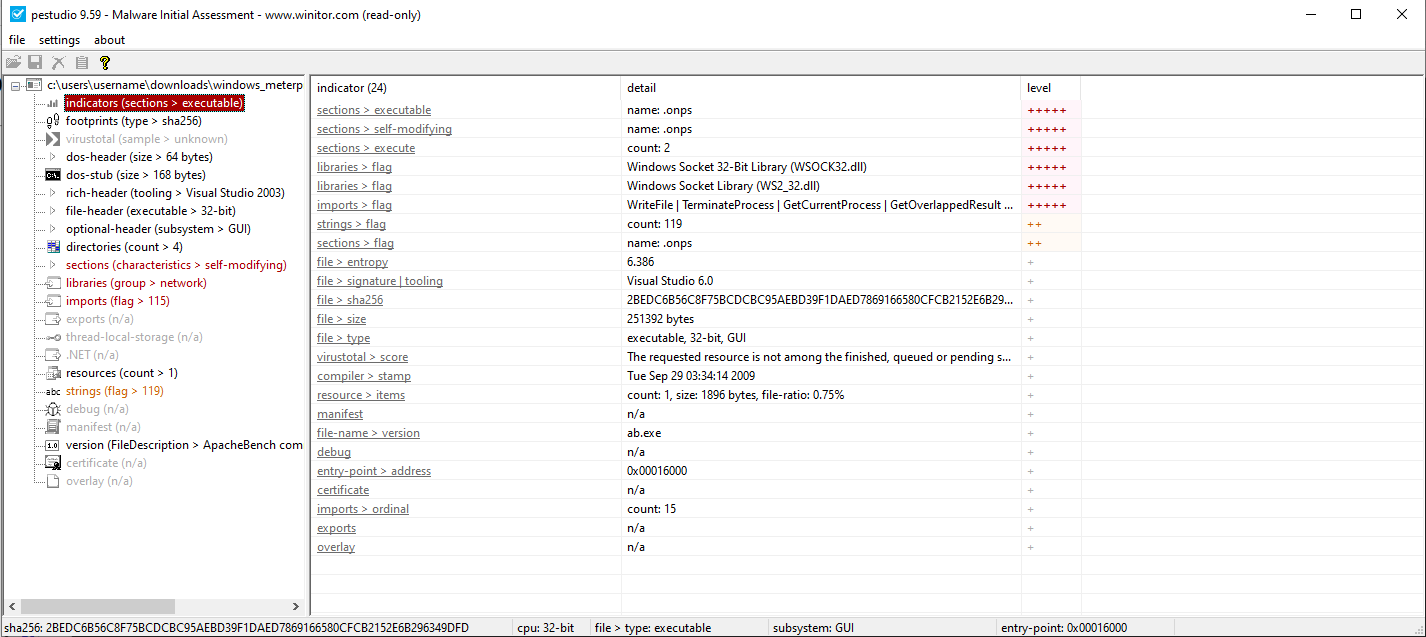 pestudio 9.59 - Malware Initial Assessment - www.winitor.com (read-only)
file settings about
c:\users\username\downloads\windows_meterp
indicators (sections > executable)
footprints (type > sha256)
virustotal (sample > unknown)
dos-header (size > 64 bytes)
dos-stub (size > 168 bytes)
rich-header (tooling > Visual Studio 2003)
file-header (executable > 32-bit)
optional-header (subsystem > GUI)
directories (count > 4)
sections (characteristics > self-modifying)
libraries (group > network)
imports (flag > 115)
exports (n/a)
thread-local-storage (n/a)
.NET (n/a)
resources (count > 1)
abc strings (flag > 119)
debug (n/a)
manifest (n/a)
1.0 version (FileDescription > ApacheBench com
certificate (n/a)
overlay (n/a)
indicator (24) detail level
sections > executable name: .onps +++++
sections > self-modifying name: .onps +++++
sections > execute count: 2 +++++
libraries > flag Windows Socket 32-Bit Library (WSOCK32.dll) +++++
libraries > flag Windows Socket Library (WS2_32.dll) +++++
imports > flag WriteFile | TerminateProcess | GetCurrentProcess | GetOverlappedResult ... +++++
strings > flag count: 119 ++
sections > flag name: .onps ++
file > entropy 6.386 +
file > signature | tooling Visual Studio 6.0 +
file > sha256 2BEDC6B56C8F75BCDCBC95AEBD39F1DAED7869166580CFCB2152E6B29... +
file > size 251392 bytes +
file > type executable, 32-bit, GUI +
virustotal > score The requested resource is not among the finished, queued or pending s... +
compiler > stamp Tue Sep 29 03:34:14 2009 +
resource > items count: 1, size: 1896 bytes, file-ratio: 0.75% +
manifest n/a +
file-name > version ab.exe +
debug n/a +
entry-point > address 0x00016000 +
certificate n/a +
imports > ordinal count: 15 +
exports n/a +
overlay n/a +
sha256: 2BEDC6B56C8F75BCDCBC95AEBD39F1DAED7869166580CFCB2152E6B296349DFD cpu: 32-bit file > type: executable subsystem: GUI entry-point: 0x00016000